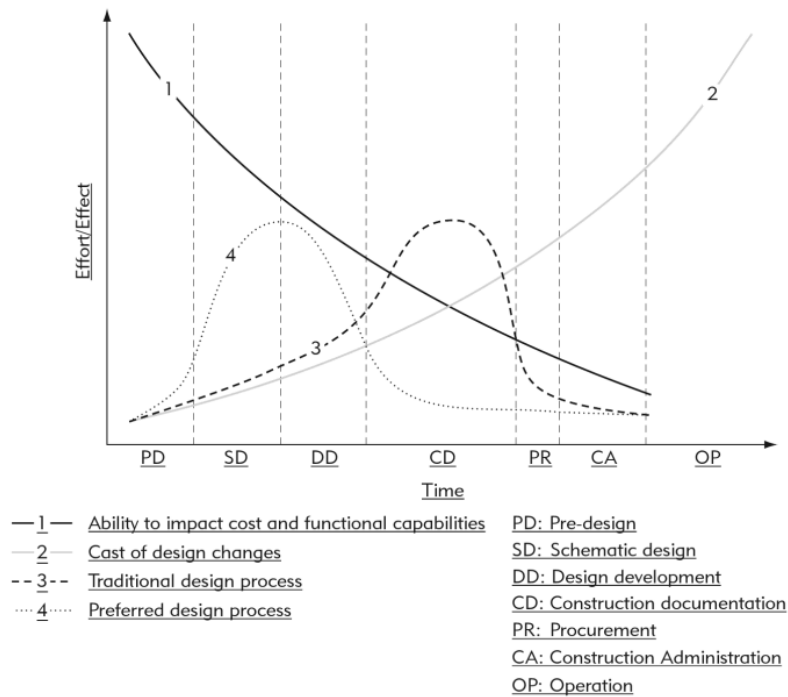 1
2
4
3
Effort/Effect
PD SD DD CD PR CA OP
Time
1 Ability to impact cost and functional capabilities
2 Cast of design changes
3 Traditional design process
4 Preferred design process
PD: Pre-design
SD: Schematic design
DD: Design development
CD: Construction documentation
PR: Procurement
CA: Construction Administration
OP: Operation